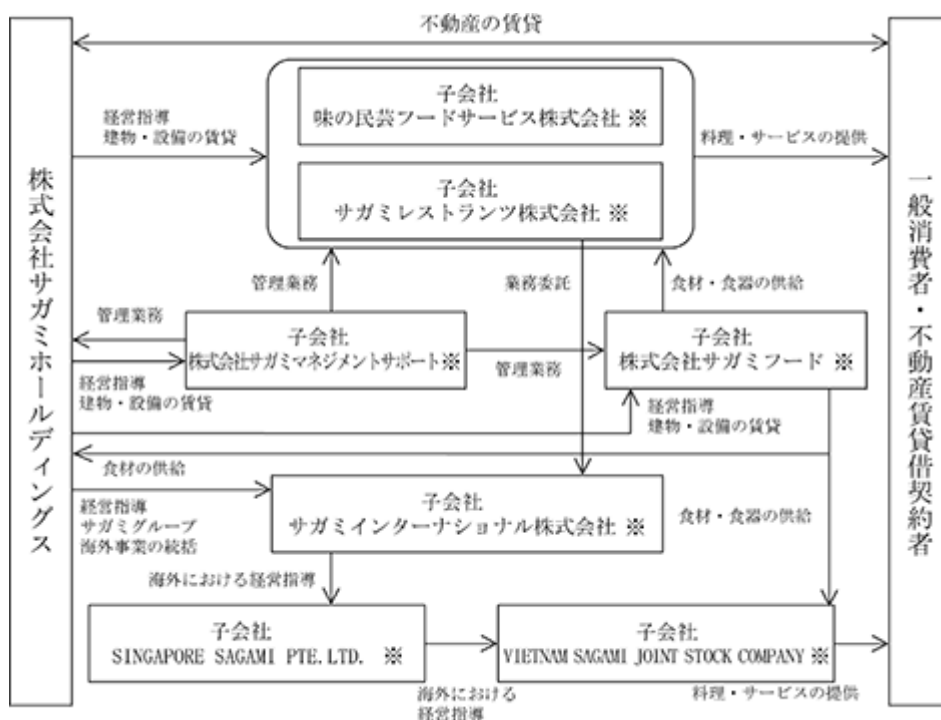 不動産の賃貸
株式会社サガミホールディングス
一般消費者・不動産賃貸借契約者
子会社
味の民芸フードサービス株式会社 ※
経営指導
建物・設備の賃貸
料理・サービスの提供
子会社
サガミレストランツ株式会社 ※
管理業務
業務委託
食材・食器の供給
管理業務
子会社
株式会社サガミマネジメントサポート※
管理業務
子会社
株式会社サガミフード ※
経営指導
建物・設備の賃貸
経営指導
建物・設備の賃貸
食材の供給
経営指導
サガミグループ
海外事業の統括
子会社
サガミインターナショナル株式会社 ※
食材・食器の供給
海外における経営指導
子会社
SINGAPORE SAGAMI PTE.LTD. ※
子会社
VIETNAM SAGAMI JOINT STOCK COMPANY ※
海外における
経営指導
料理・サービスの提供